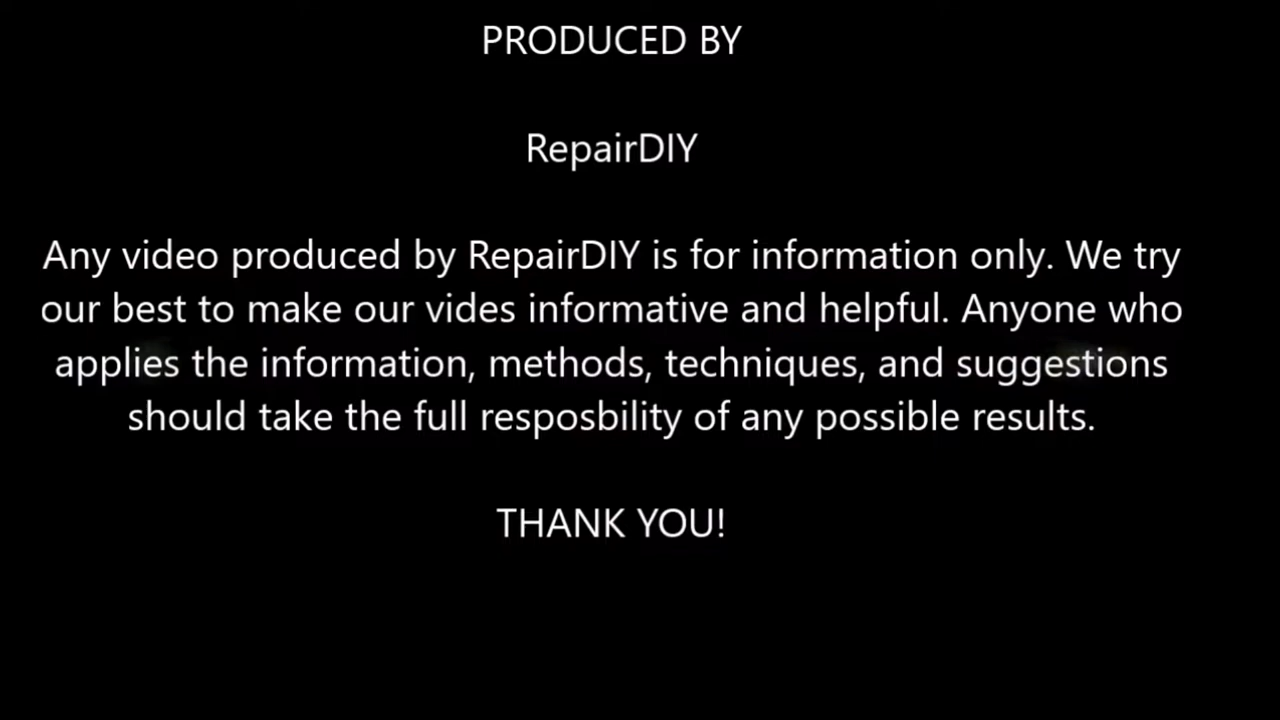 PRODUCED BY
RepairDIY
Any video produced by RepairDIY is for information only. We try
our best to make our vides informative and helpful. Anyone who
applies the information, methods, techniques, and suggestions
should take the full resposbility of any possible results.
THANK YOU!